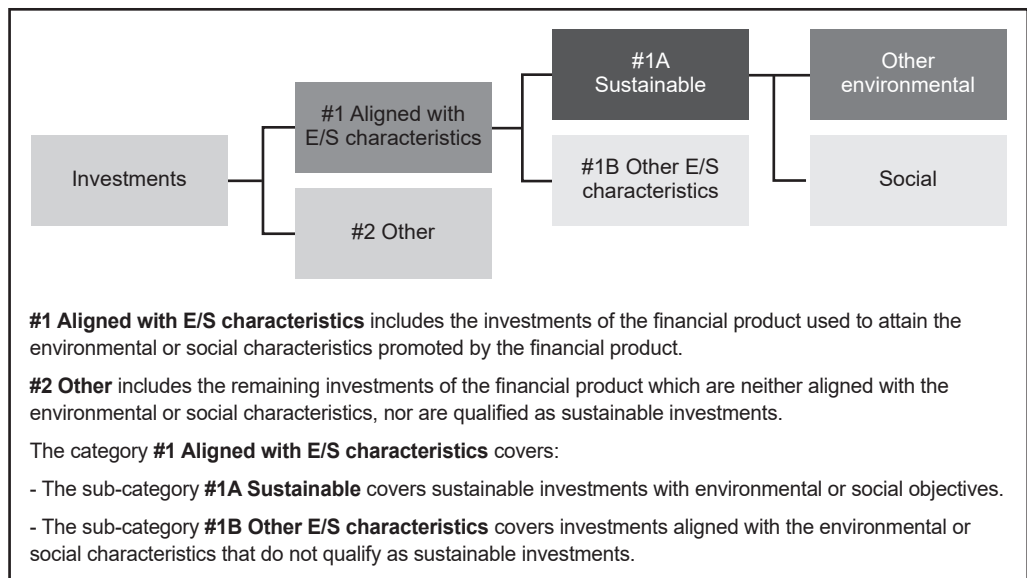 Investments
#1 Aligned with
E/S characteristics
#2 Other
#1A
Sustainable
#1B Other E/S
characteristics
Other
environmental
Social
#1 Aligned with E/S characteristics includes the investments of the financial product used to attain the
environmental or social characteristics promoted by the financial product.
#2 Other includes the remaining investments of the financial product which are neither aligned with the
environmental or social characteristics, nor are qualified as sustainable investments.
The category #1 Aligned with E/S characteristics covers:
- The sub-category #1A Sustainable covers sustainable investments with environmental or social objectives.
- The sub-category #1B Other E/S characteristics covers investments aligned with the environmental or
social characteristics that do not qualify as sustainable investments.